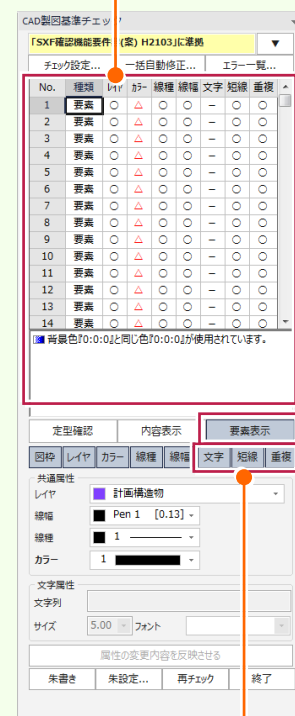 CAD製図基準チェック
「SXF確認機能要件 (案) H2103」に準拠 ▼
チェック設定... 一括自動修正... エラー一覧...
No. 種類 レイヤ カラー 線種 線幅 文字 短線 重複
1 要素 ○ △ ○ ○ － ○ ○
2 要素 ○ △ ○ ○ － ○ ○
3 要素 ○ △ ○ ○ － ○ ○
4 要素 ○ △ ○ ○ － ○ ○
5 要素 ○ △ ○ ○ － ○ ○
6 要素 ○ △ ○ ○ － ○ ○
7 要素 ○ △ ○ ○ － ○ ○
8 要素 ○ △ ○ ○ － ○ ○
9 要素 ○ △ ○ ○ － ○ ○
10 要素 ○ △ ○ ○ － ○ ○
11 要素 ○ △ ○ ○ － ○ ○
12 要素 ○ △ ○ ○ － ○ ○
13 要素 ○ △ ○ ○ － ○ ○
14 要素 ○ △ ○ ○ － ○ ○
背景色『0:0:0』と同じ色『0:0:0』が使用されています。
定型確認 内容表示 要素表示
図枠 レイヤ カラー 線種 線幅 文字 短線 重複
共通属性
レイヤ 計画構造物
線幅 Pen 1 [0.13]
線種 1
カラー 1
文字属性
文字列
サイズ 5.00 フォント
属性の変更内容を反映させる
朱書き 朱設定... 再チェック 終了